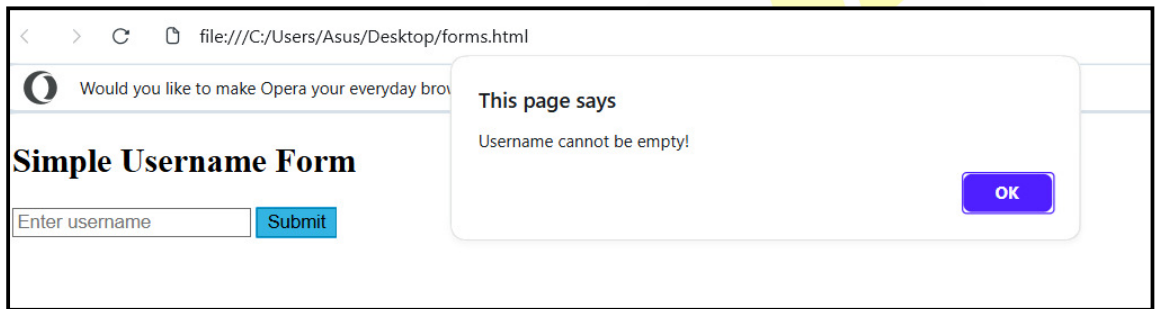 file:///C:/Users/Asus/Desktop/forms.html
Would you like to make Opera your everyday
This page says
Username cannot be empty!
OK
Simple Username Form
Enter username Submit